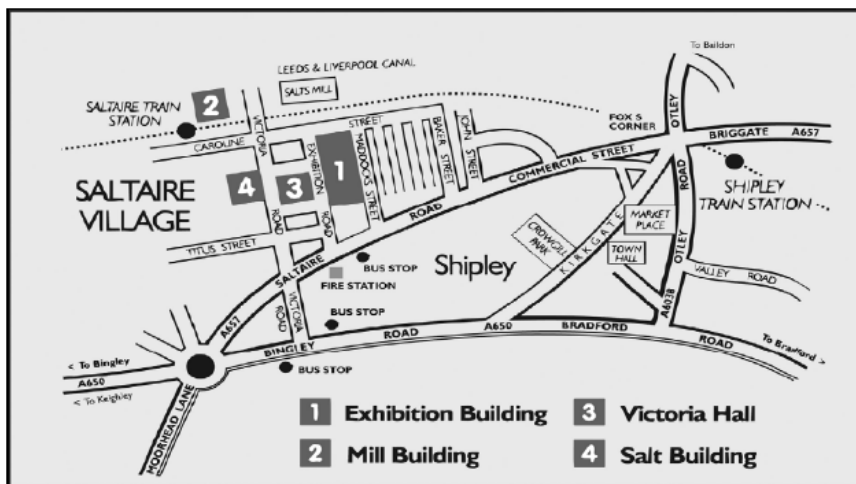 To Baildon
LEEDS & LIVERPOOL CANAL
SALTS MILL
SALTAIRE TRAIN
STATION
2
VICTORIA
ROAD
CAROLINE
STREET
EXHIBITION
ROAD
1
MADDOCKS STREET
BAKER STREET
JOHN STREET
FOX S
CORNER
OTLEY
ROAD
BRIGGATE A657
COMMERCIAL STREET
SHIPLEY
TRAIN STATION
SALTAIRE
VILLAGE
4
3
TITUS STREET
SALTAIRE
ROAD
A657
BUS STOP
FIRE STATION
Shipley
CROWGILL
PARK
KIRKGATE
MARKET
PLACE
TOWN
HALL
OTLEY
A6038
VALLEY ROAD
VICTORIA
ROAD
BUS STOP
BINGLEY
ROAD
A650
BRADFORD
ROAD
To Bradford >
< To Bingley
A650
< To Keighley
BUS STOP
MOORHEAD LANE
1 Exhibition Building
2 Mill Building
3 Victoria Hall
4 Salt Building